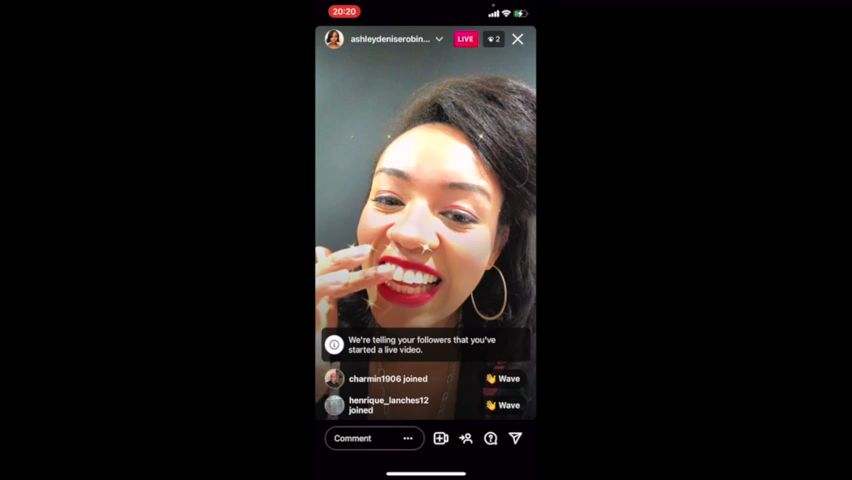 20:20
ashleydeniserobin...
LIVE
2
We're telling your followers that you've
started a live video.
charmin1906 joined
Wave
henrique_lanches12
joined
Wave
Comment